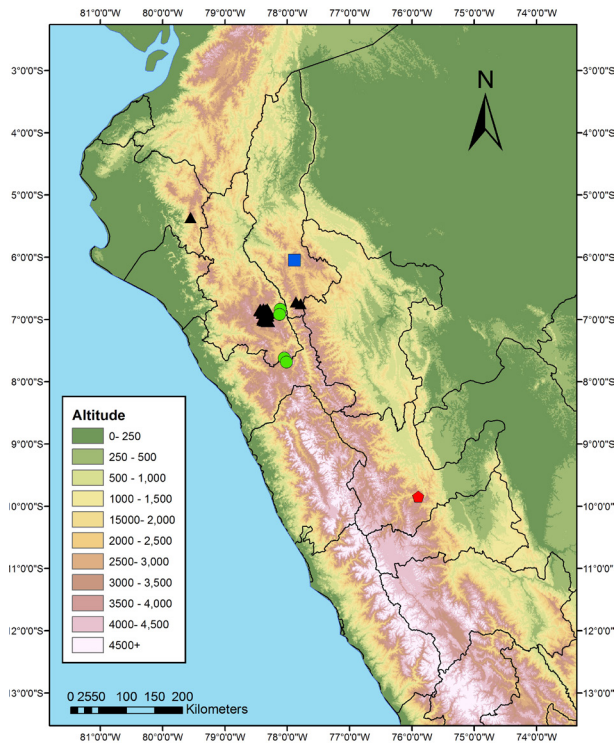 81°0'0"W 80°0'0"W 79°0'0"W 78°0'0"W 77°0'0"W 76°0'0"W 75°0'0"W 74°0'0"W
3°0'0"S
4°0'0"S
5°0'0"S
6°0'0"S
7°0'0"S
8°0'0"S
9°0'0"S
10°0'0"S
11°0'0"S
12°0'0"S
13°0'0"S
N
3°0'0"S
4°0'0"S
5°0'0"S
6°0'0"S
7°0'0"S
8°0'0"S
9°0'0"S
10°0'0"S
11°0'0"S
12°0'0"S
13°0'0"S
Altitude
0- 250
250 - 500
500 - 1,000
1000 - 1,500
15000- 2,000
2000 - 2,500
2500- 3,000
3000 - 3,500
3500 - 4,000
4000- 4,500
4500+
0 2550 100 150 200
Kilometers
81°0'0"W 80°0'0"W 79°0'0"W 78°0'0"W 77°0'0"W 76°0'0"W 75°0'0"W 74°0'0"W